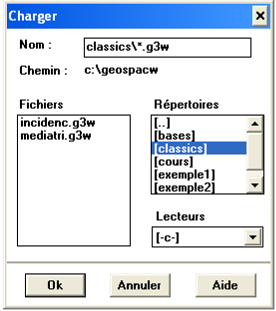 Charger
Nom : classics\*.g3w
Chemin : c:\geospacw
Fichiers
incidenc.g3w
mediatri.g3w
Répertoires
[..]
[bases]
[classics]
[cours]
[exemple1]
[exemple2]
Lecteurs
[-c-]
Ok Annuler Aide